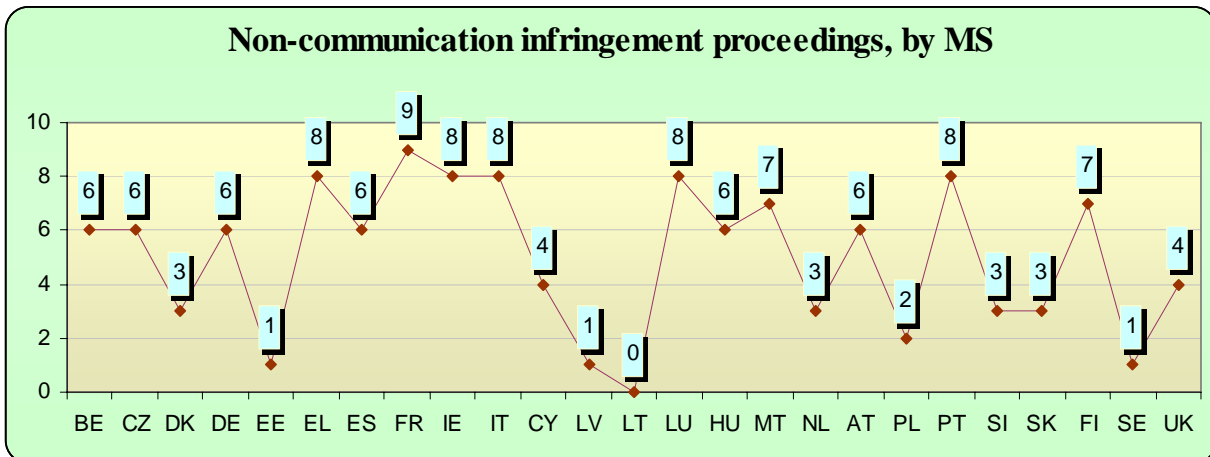 Non-communication infringement proceedings, by MS
10
8
6
4
2
0
6 6 3 6 1 8 6 9 8 8 4 1 0 8 6 7 3 6 2 8 3 3 7 1 4
BE CZ DK DE EE EL ES FR IE IT CY LV LT LU HU MT NL AT PL PT SI SK FI SE UK